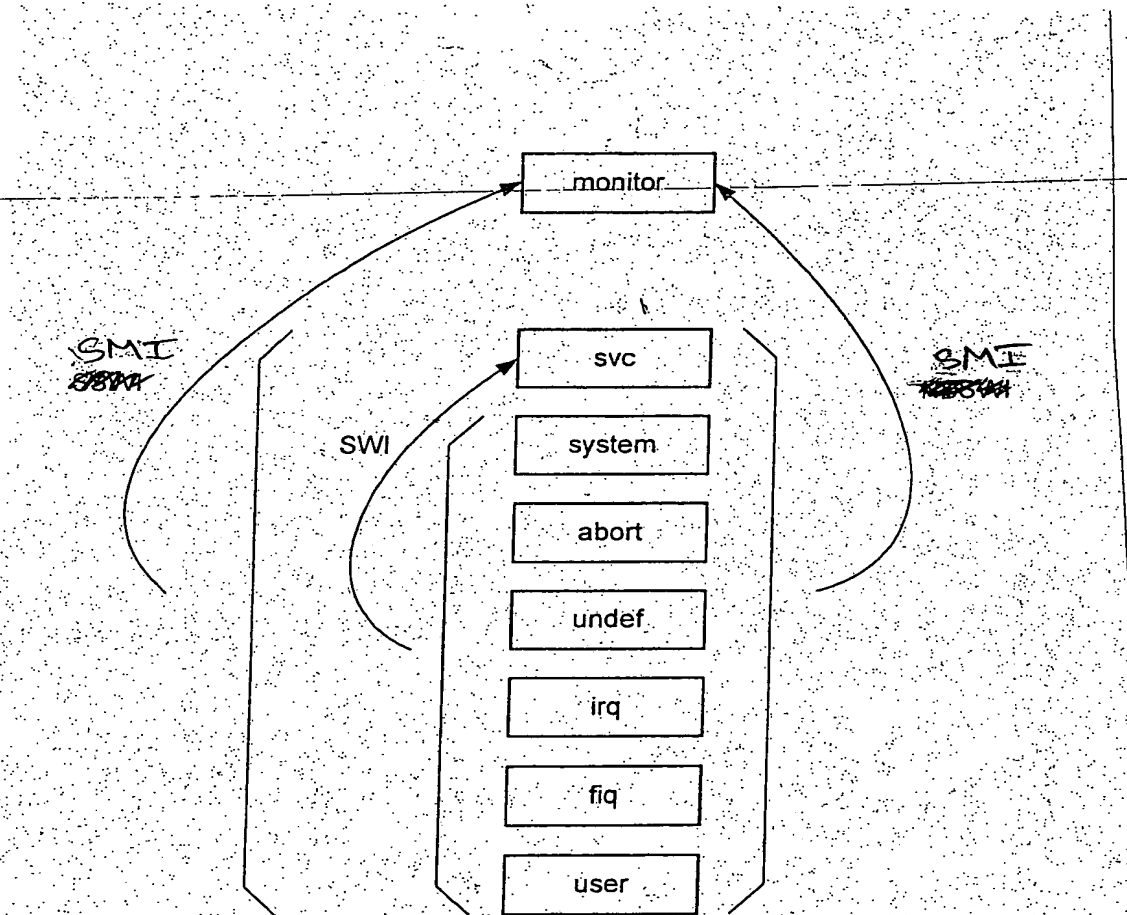 monitor
SMI
SMI
svc
SWI
system
abort
undef
irq
fiq
user